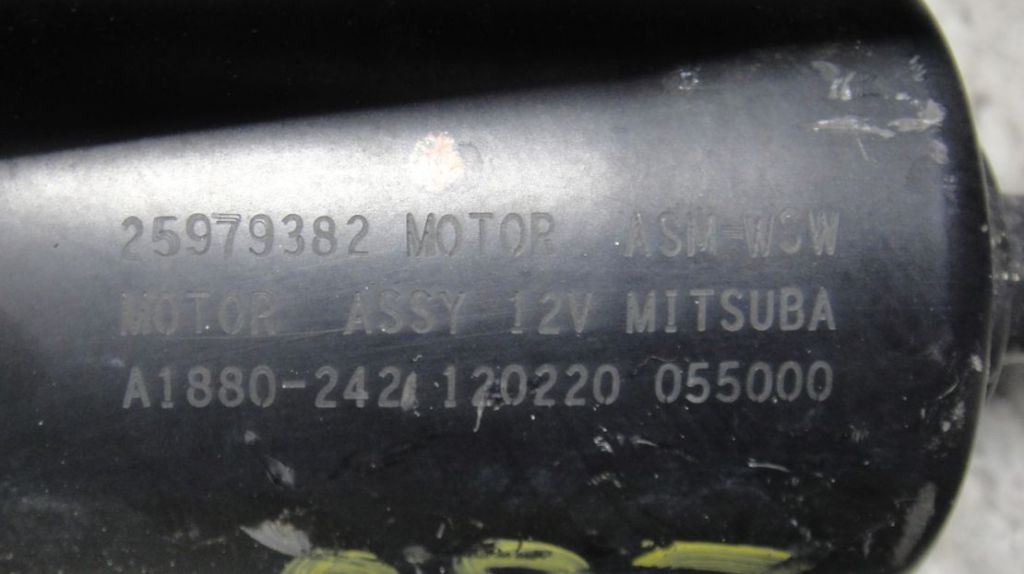 25979382 MOTOR ASM-WSW
MOTOR ASSY 12V MITSUBA
A1880-242 120220 055000